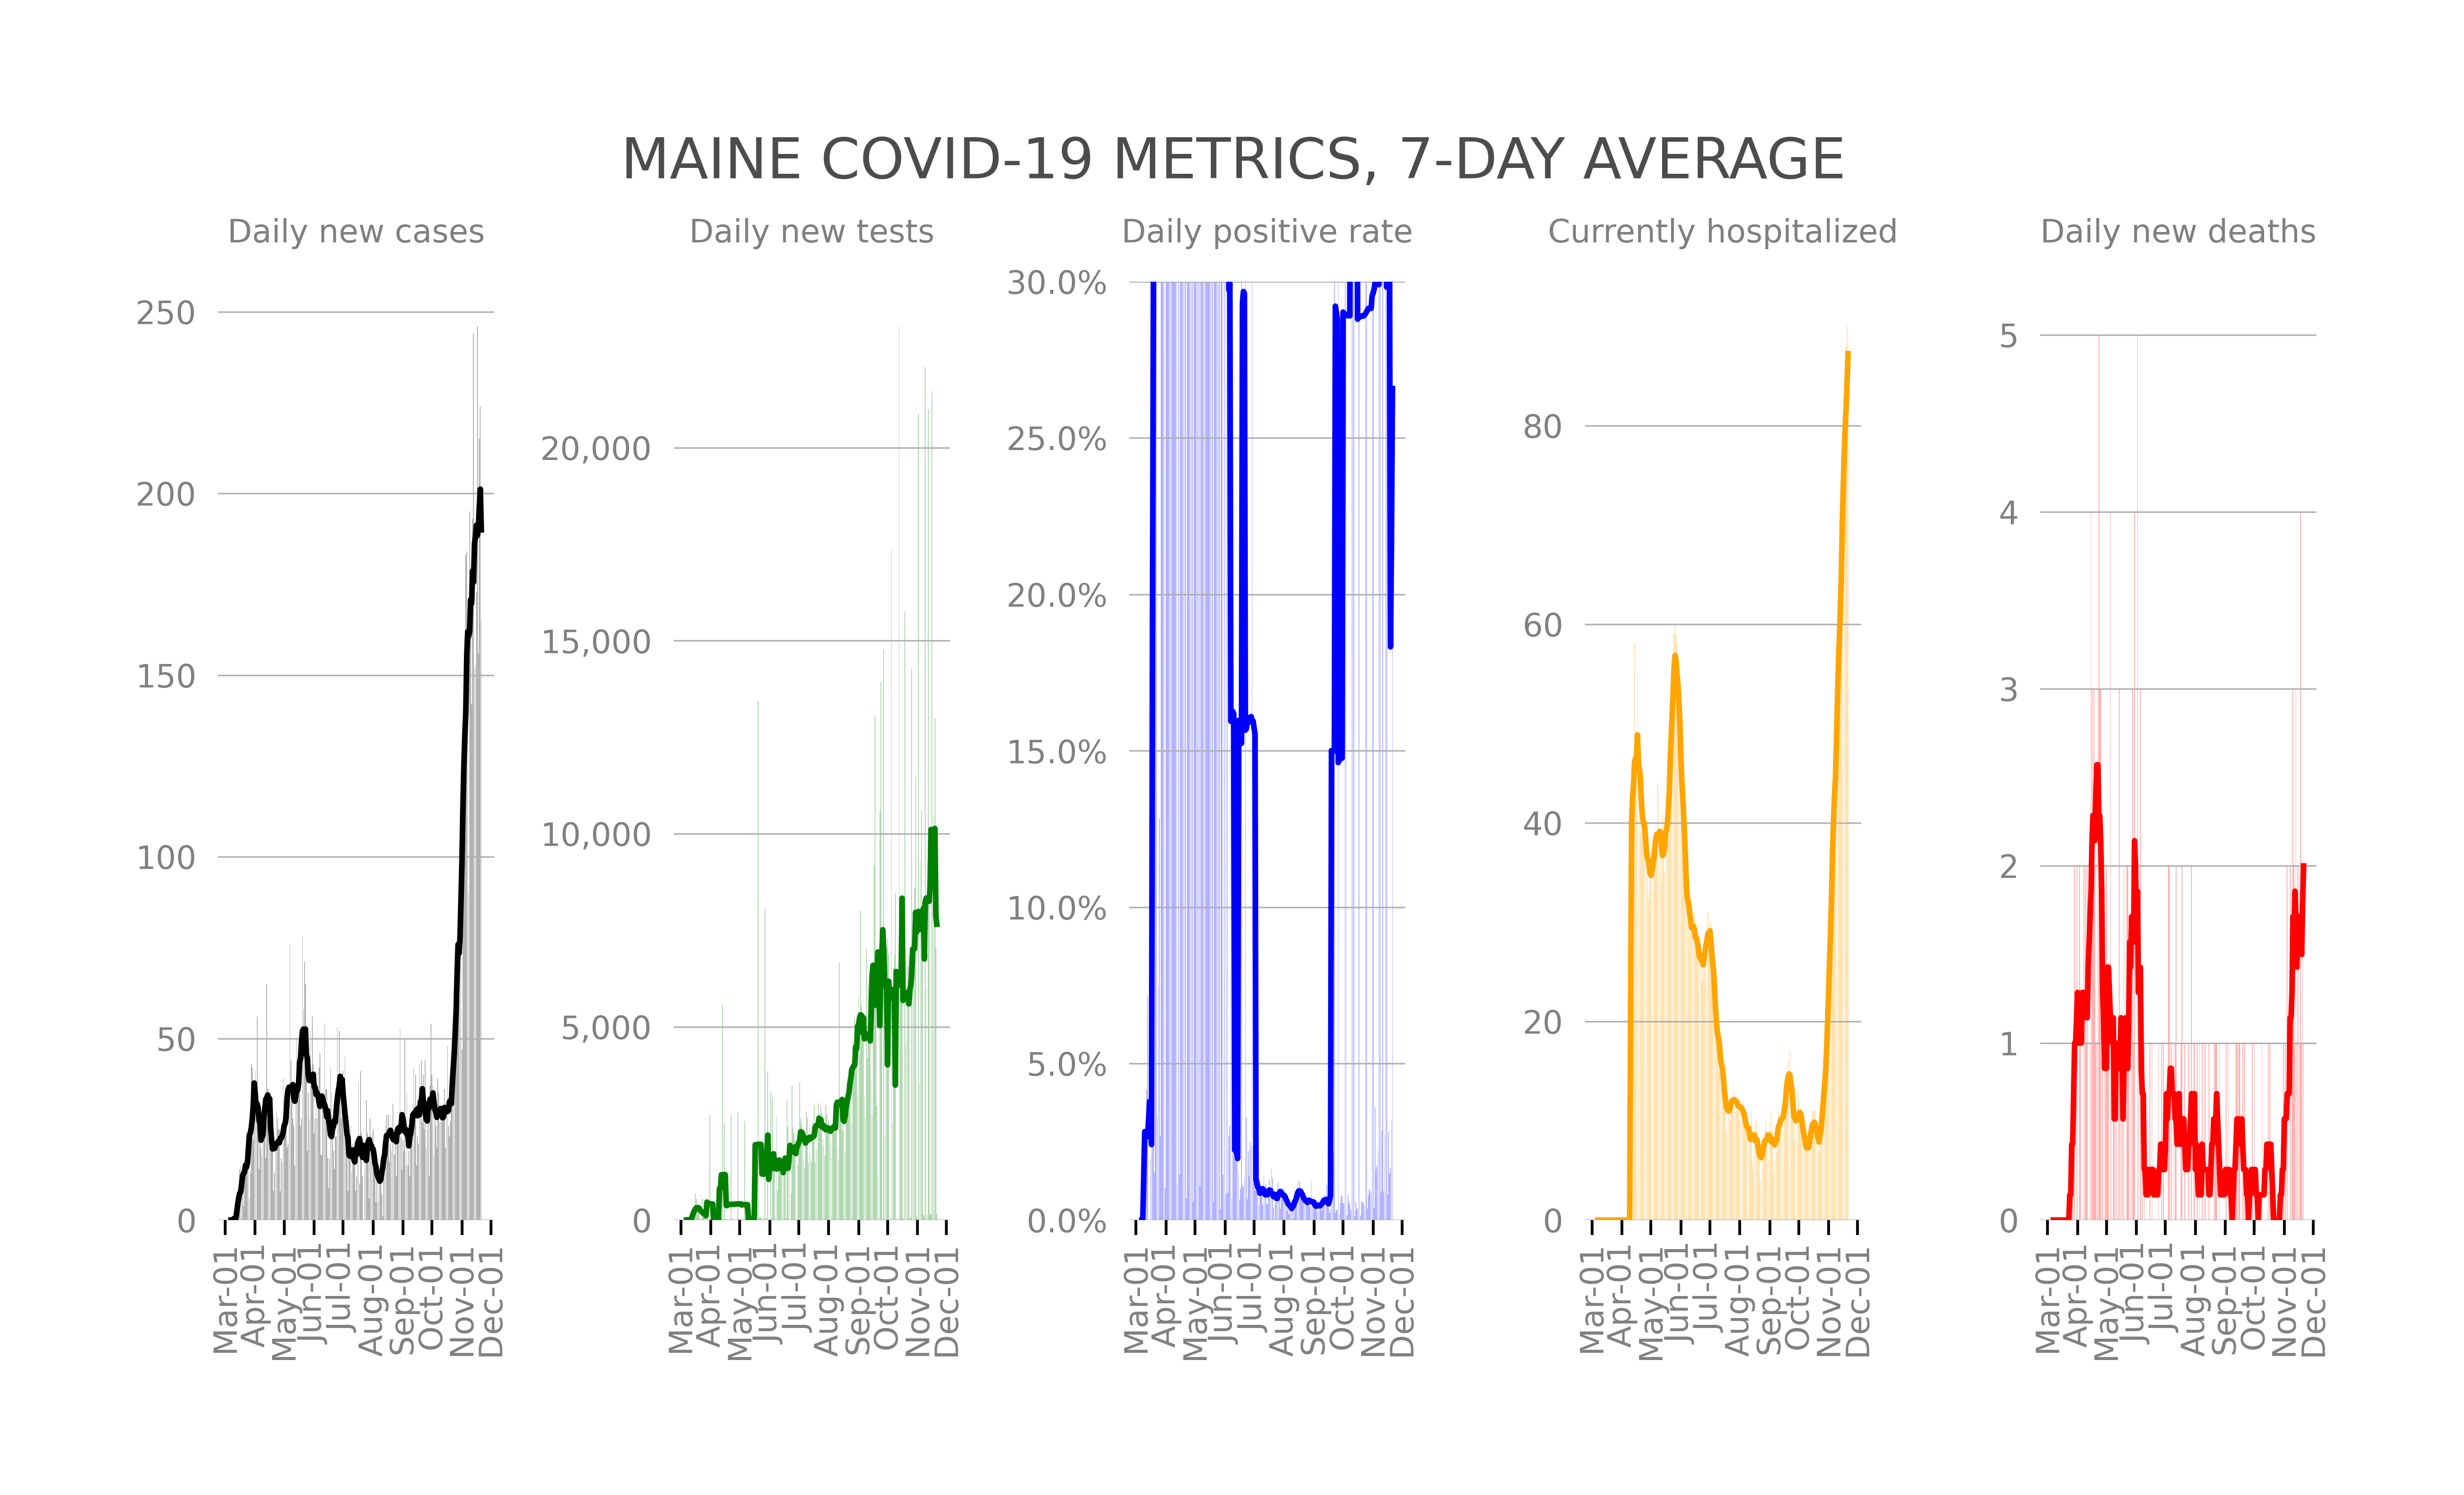 MAINE COVID-19 METRICS, 7-DAY AVERAGE
Daily new cases
250
200
150
100
50
0
Mar-01
Apr-01
May-01
Jun-01
Jul-01
Aug-01
Sep-01
Oct-01
Nov-01
Dec-01
Daily new tests
20,000
15,000
10,000
5,000
0
Mar-01
Apr-01
May-01
Jun-01
Jul-01
Aug-01
Sep-01
Oct-01
Nov-01
Dec-01
Daily positive rate
30.0%
25.0%
20.0%
15.0%
10.0%
5.0%
0.0%
Mar-01
Apr-01
May-01
Jun-01
Jul-01
Aug-01
Sep-01
Oct-01
Nov-01
Dec-01
Currently hospitalized
80
60
40
20
0
Mar-01
Apr-01
May-01
Jun-01
Jul-01
Aug-01
Sep-01
Oct-01
Nov-01
Dec-01
Daily new deaths
5
4
3
2
1
0
Mar-01
Apr-01
May-01
Jun-01
Jul-01
Aug-01
Sep-01
Oct-01
Nov-01
Dec-01